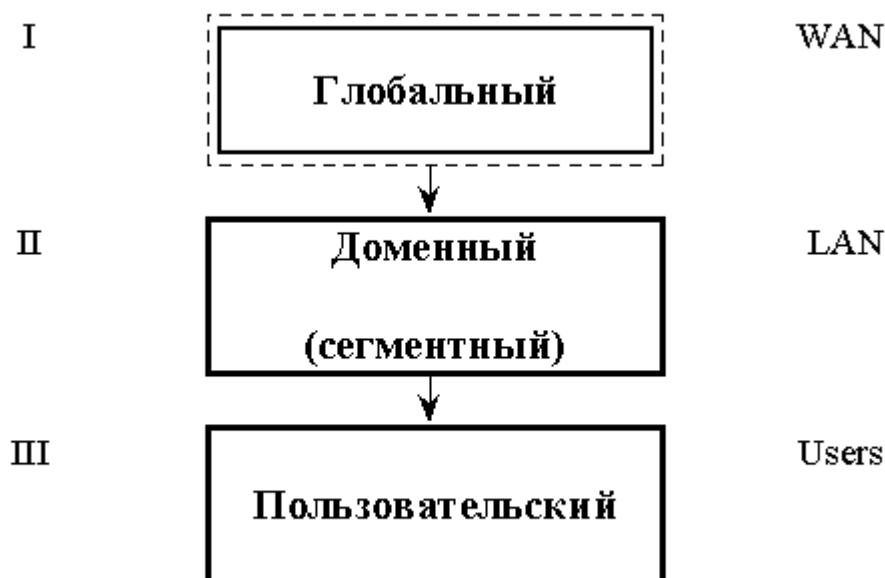 I
Глобальный
WAN
II
Доменный
(сегментный)
LAN
III
Пользовательский
Users